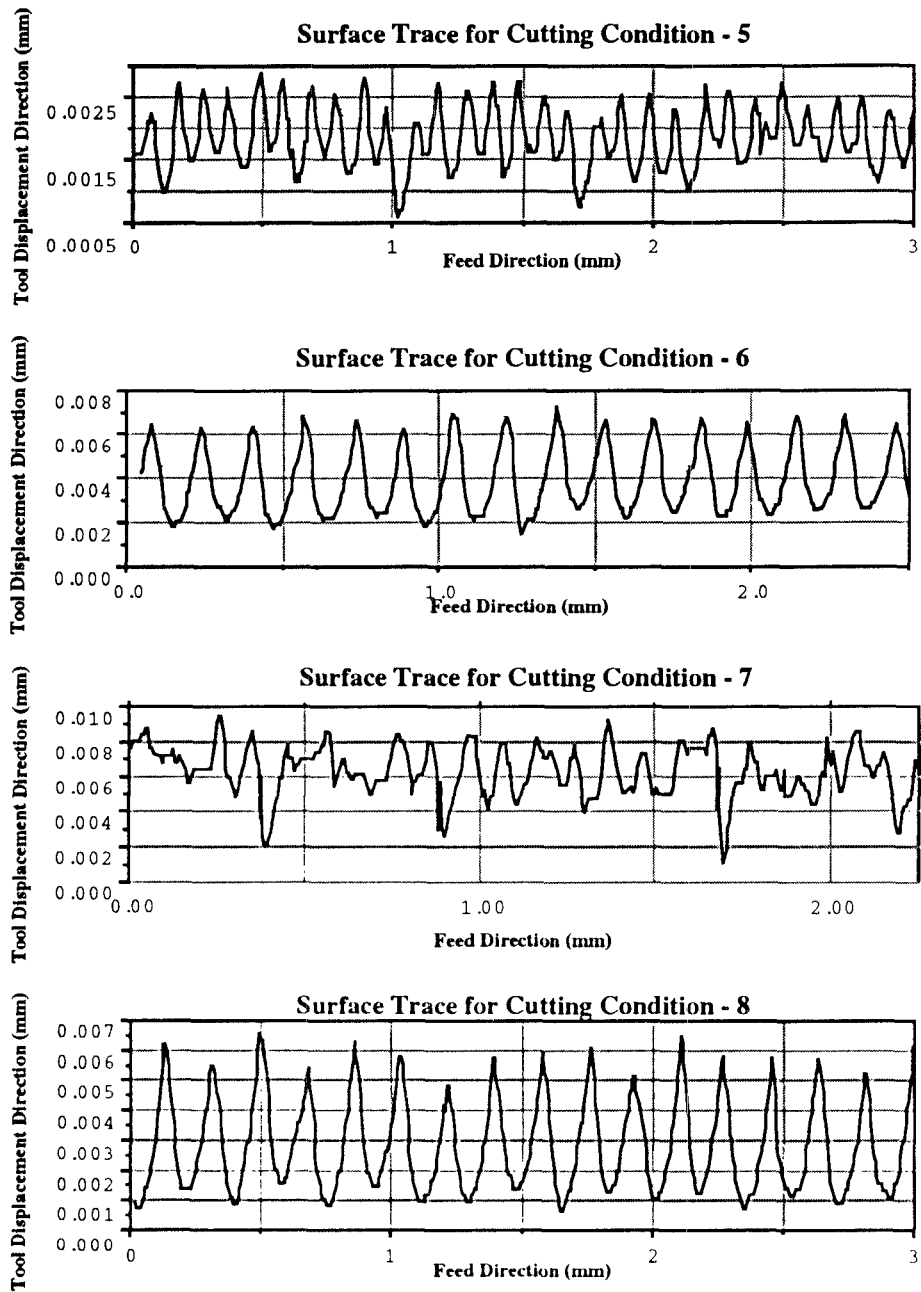 Surface Trace for Cutting Condition - 5
Tool Displacement Direction (mm)
0.0025
0.0015
0.0005
0 1 2 3
Feed Direction (mm)
Surface Trace for Cutting Condition - 6
Tool Displacement Direction (mm)
0.008
0.006
0.004
0.002
0.000
0.0 1.0 2.0
Feed Direction (mm)
Surface Trace for Cutting Condition - 7
Tool Displacement Direction (mm)
0.010
0.008
0.006
0.004
0.002
0.000
0.00 1.00 2.00
Feed Direction (mm)
Surface Trace for Cutting Condition - 8
Tool Displacement Direction (mm)
0.007
0.006
0.005
0.004
0.003
0.002
0.001
0.000
0 1 2 3
Feed Direction (mm)